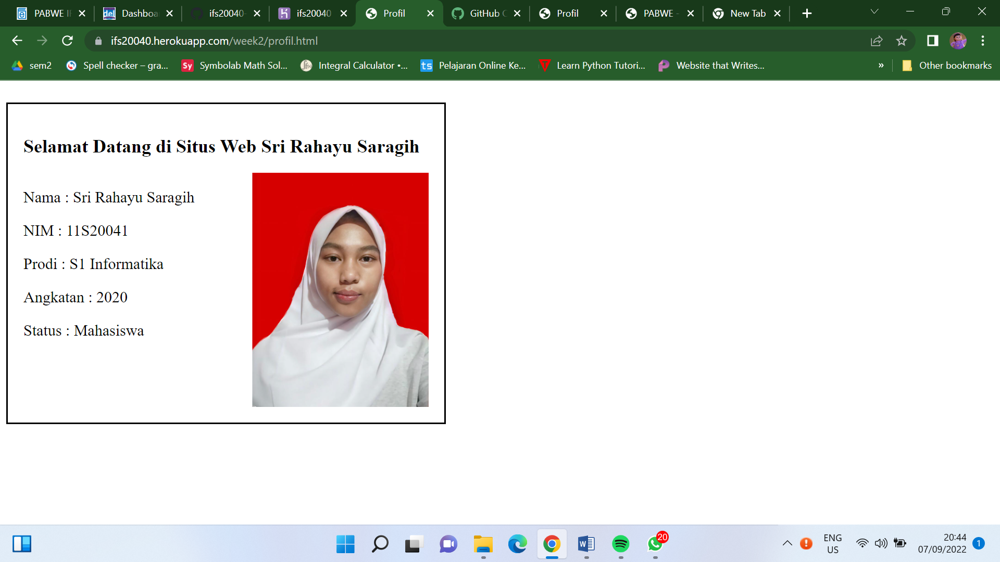 PABWE IF
Dashboa
ifs20040-
ifs20040
Profil
GitHub C
Profil
PABWE -
New Tab
ifs20040.herokuapp.com/week2/profil.html
sem2
Spell checker – gra...
Sy
Symbolab Math Sol...
Integral Calculator •...
ts
Pelajaran Online Ke...
Learn Python Tutori...
Website that Writes...
»
Other bookmarks
Selamat Datang di Situs Web Sri Rahayu Saragih
Nama : Sri Rahayu Saragih
NIM : 11S20041
Prodi : S1 Informatika
Angkatan : 2020
Status : Mahasiswa
20
ENG
US
20:44
07/09/2022
1